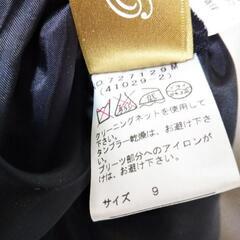 0727129M
(41029-2)
クリーニングネットを使用して
下さい。
タンブラー乾燥は、お避け下さ
い。
プリーツ部分へのアイロンが
けは、お避け下さい。
サイズ 9